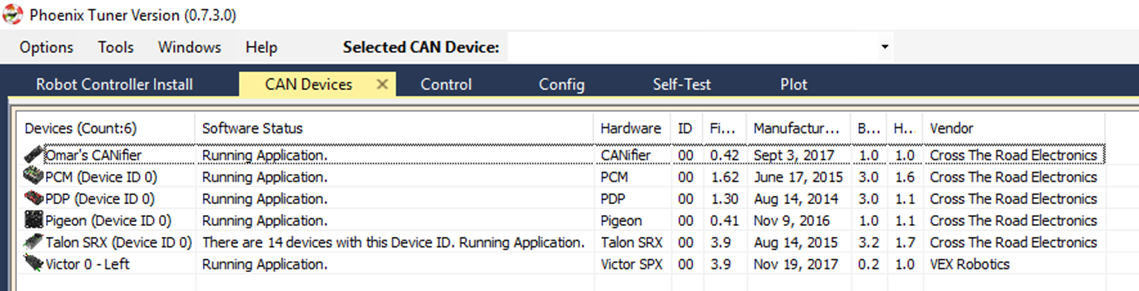 Phoenix Tuner Version (0.7.3.0)
Options Tools Windows Help Selected CAN Device:
Robot Controller Install CAN Devices Control Config Self-Test Plot
Devices (Count:6) Software Status Hardware ID Fi... Manufactur... B... H... Vendor
Omar's CANifier Running Application. CANifier 00 0.42 Sept 3, 2017 1.0 1.0 Cross The Road Electronics
PCM (Device ID 0) Running Application. PCM 00 1.62 June 17, 2015 3.0 1.6 Cross The Road Electronics
PDP (Device ID 0) Running Application. PDP 00 1.30 Aug 14, 2014 3.0 1.1 Cross The Road Electronics
Pigeon (Device ID 0) Running Application. Pigeon 00 0.41 Nov 9, 2016 1.0 1.1 Cross The Road Electronics
Talon SRX (Device ID 0) There are 14 devices with this Device ID. Running Application. Talon SRX 00 3.9 Aug 14, 2015 3.2 1.7 Cross The Road Electronics
Victor 0 - Left Running Application. Victor SPX 00 3.9 Nov 19, 2017 0.2 1.0 VEX Robotics